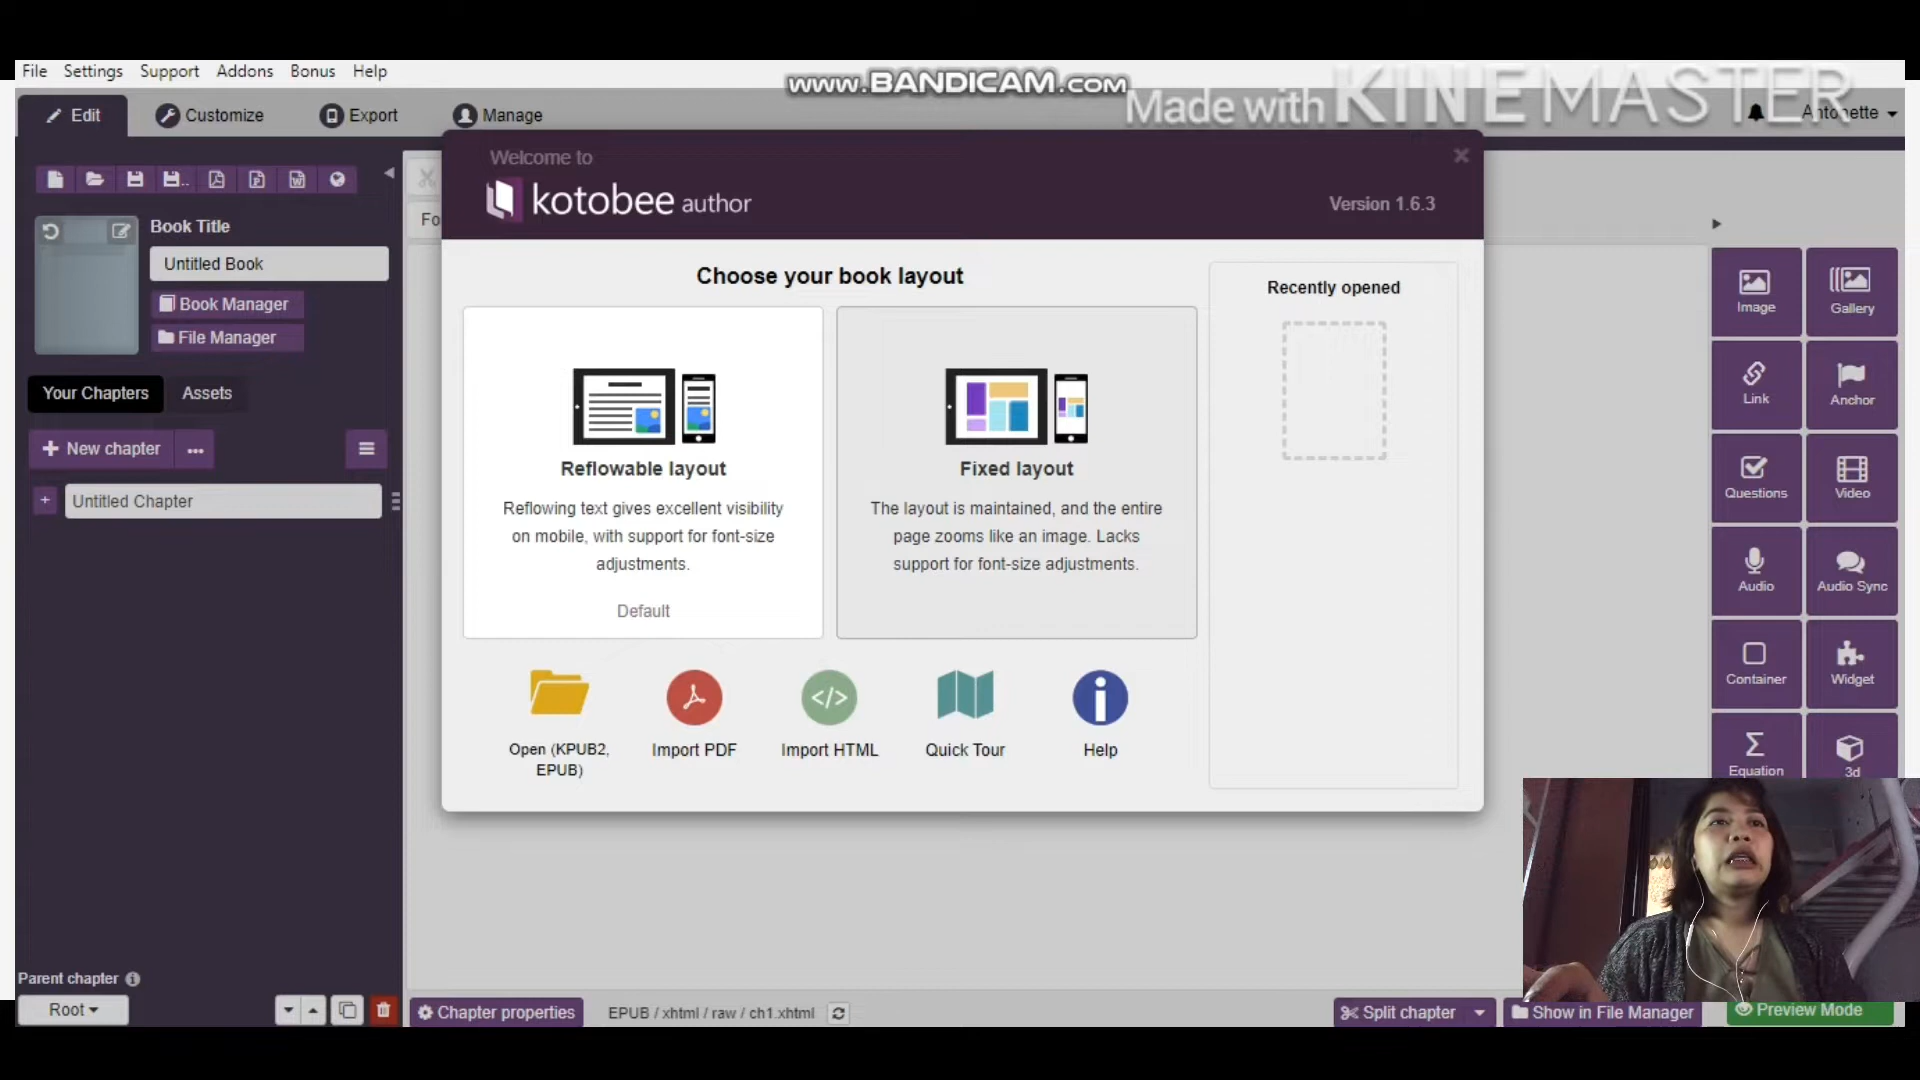 File Settings Support Addons Bonus Help
www.BANDICAM.com
Made with KINEMASTER
Edit Customize Export Manage
Antonette
Welcome to
kotobee author
Version 1.6.3
Book Title
Untitled Book
Book Manager
File Manager
Your Chapters Assets
New chapter
Untitled Chapter
Fo
Choose your book layout
Reflowable layout
Reflowing text gives excellent visibility
on mobile, with support for font-size
adjustments.
Default
Fixed layout
The layout is maintained, and the entire
page zooms like an image. Lacks
support for font-size adjustments.
Recently opened
Open (KPUB2,
EPUB)
Import PDF
Import HTML
Quick Tour
Help
Image Gallery
Link Anchor
Questions Video
Audio Audio Sync
Container Widget
Equation 3d
Parent chapter
Root
Chapter properties
EPUB / xhtml / raw / ch1.xhtml
Split chapter
Show in File Manager
Preview Mode